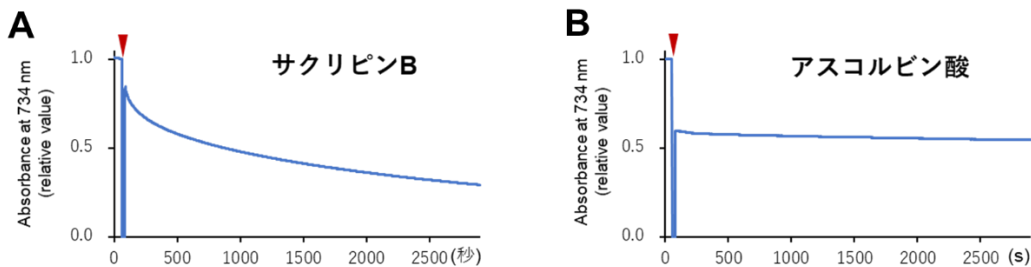 A
サクリピンB
Absorbance at 734 nm
(relative value)
1.0
0.5
0.0
0
500
1000
1500
2000
2500(秒)
B
アスコルビン酸
Absorbance at 734 nm
(relative value)
1.0
0.5
0.0
0
500
1000
1500
2000
2500 (s)